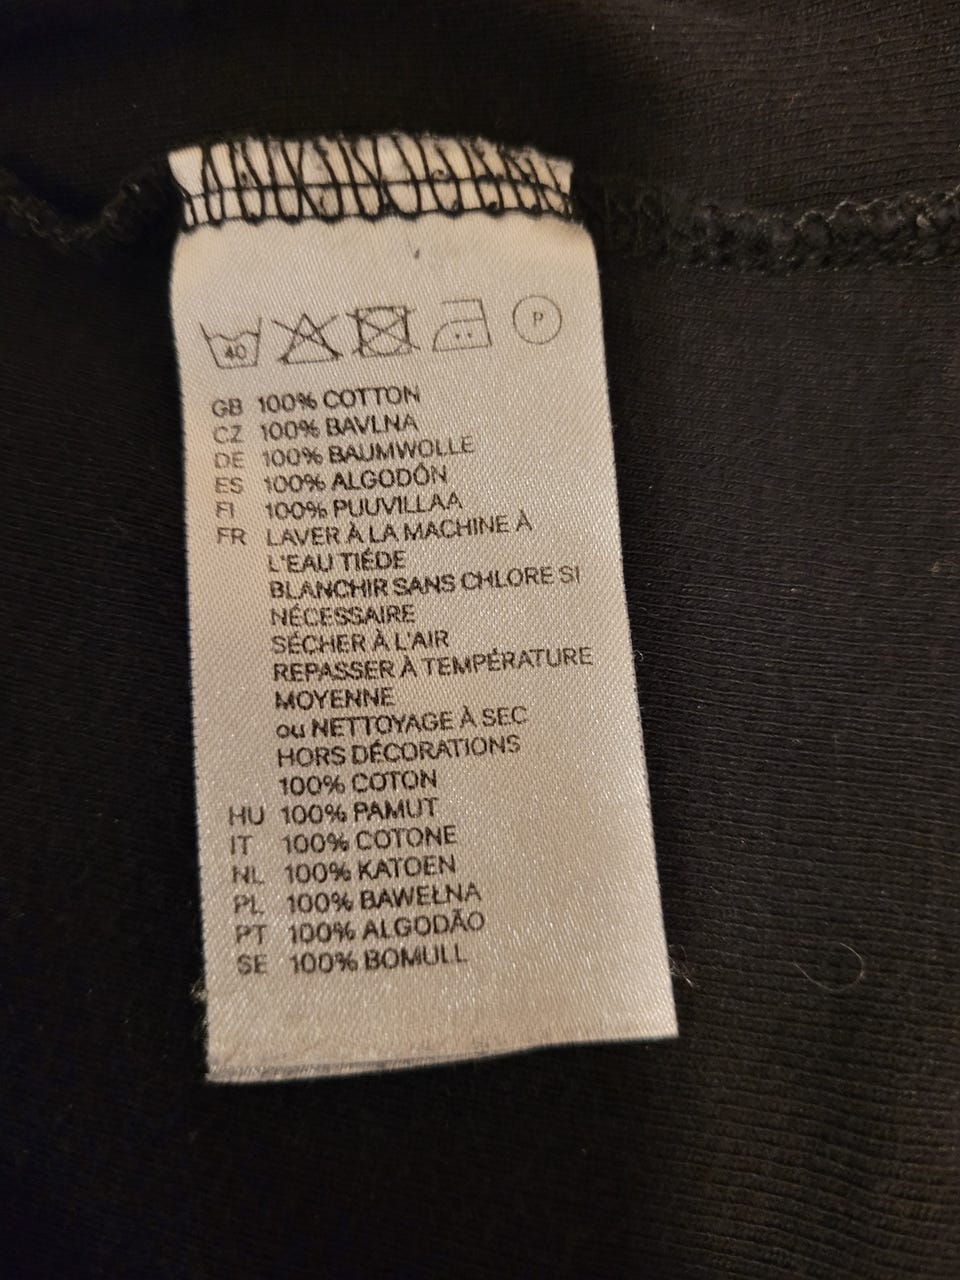 40
P
GB 100% COTTON
CZ 100% BAVLNA
DE 100% BAUMWOLLE
ES 100% ALGODÓN
FI 100% PUUVILLAA
FR LAVER À LA MACHINE À
L'EAU TIÉDE
BLANCHIR SANS CHLORE SI
NÉCESSAIRE
SÉCHER À L'AIR
REPASSER À TEMPÉRATURE
MOYENNE
ou NETTOYAGE À SEC
HORS DÉCORATIONS
100% COTON
HU 100% PAMUT
IT 100% COTONE
NL 100% KATOEN
PL 100% BAWEŁNA
PT 100% ALGODÃO
SE 100% BOMULL